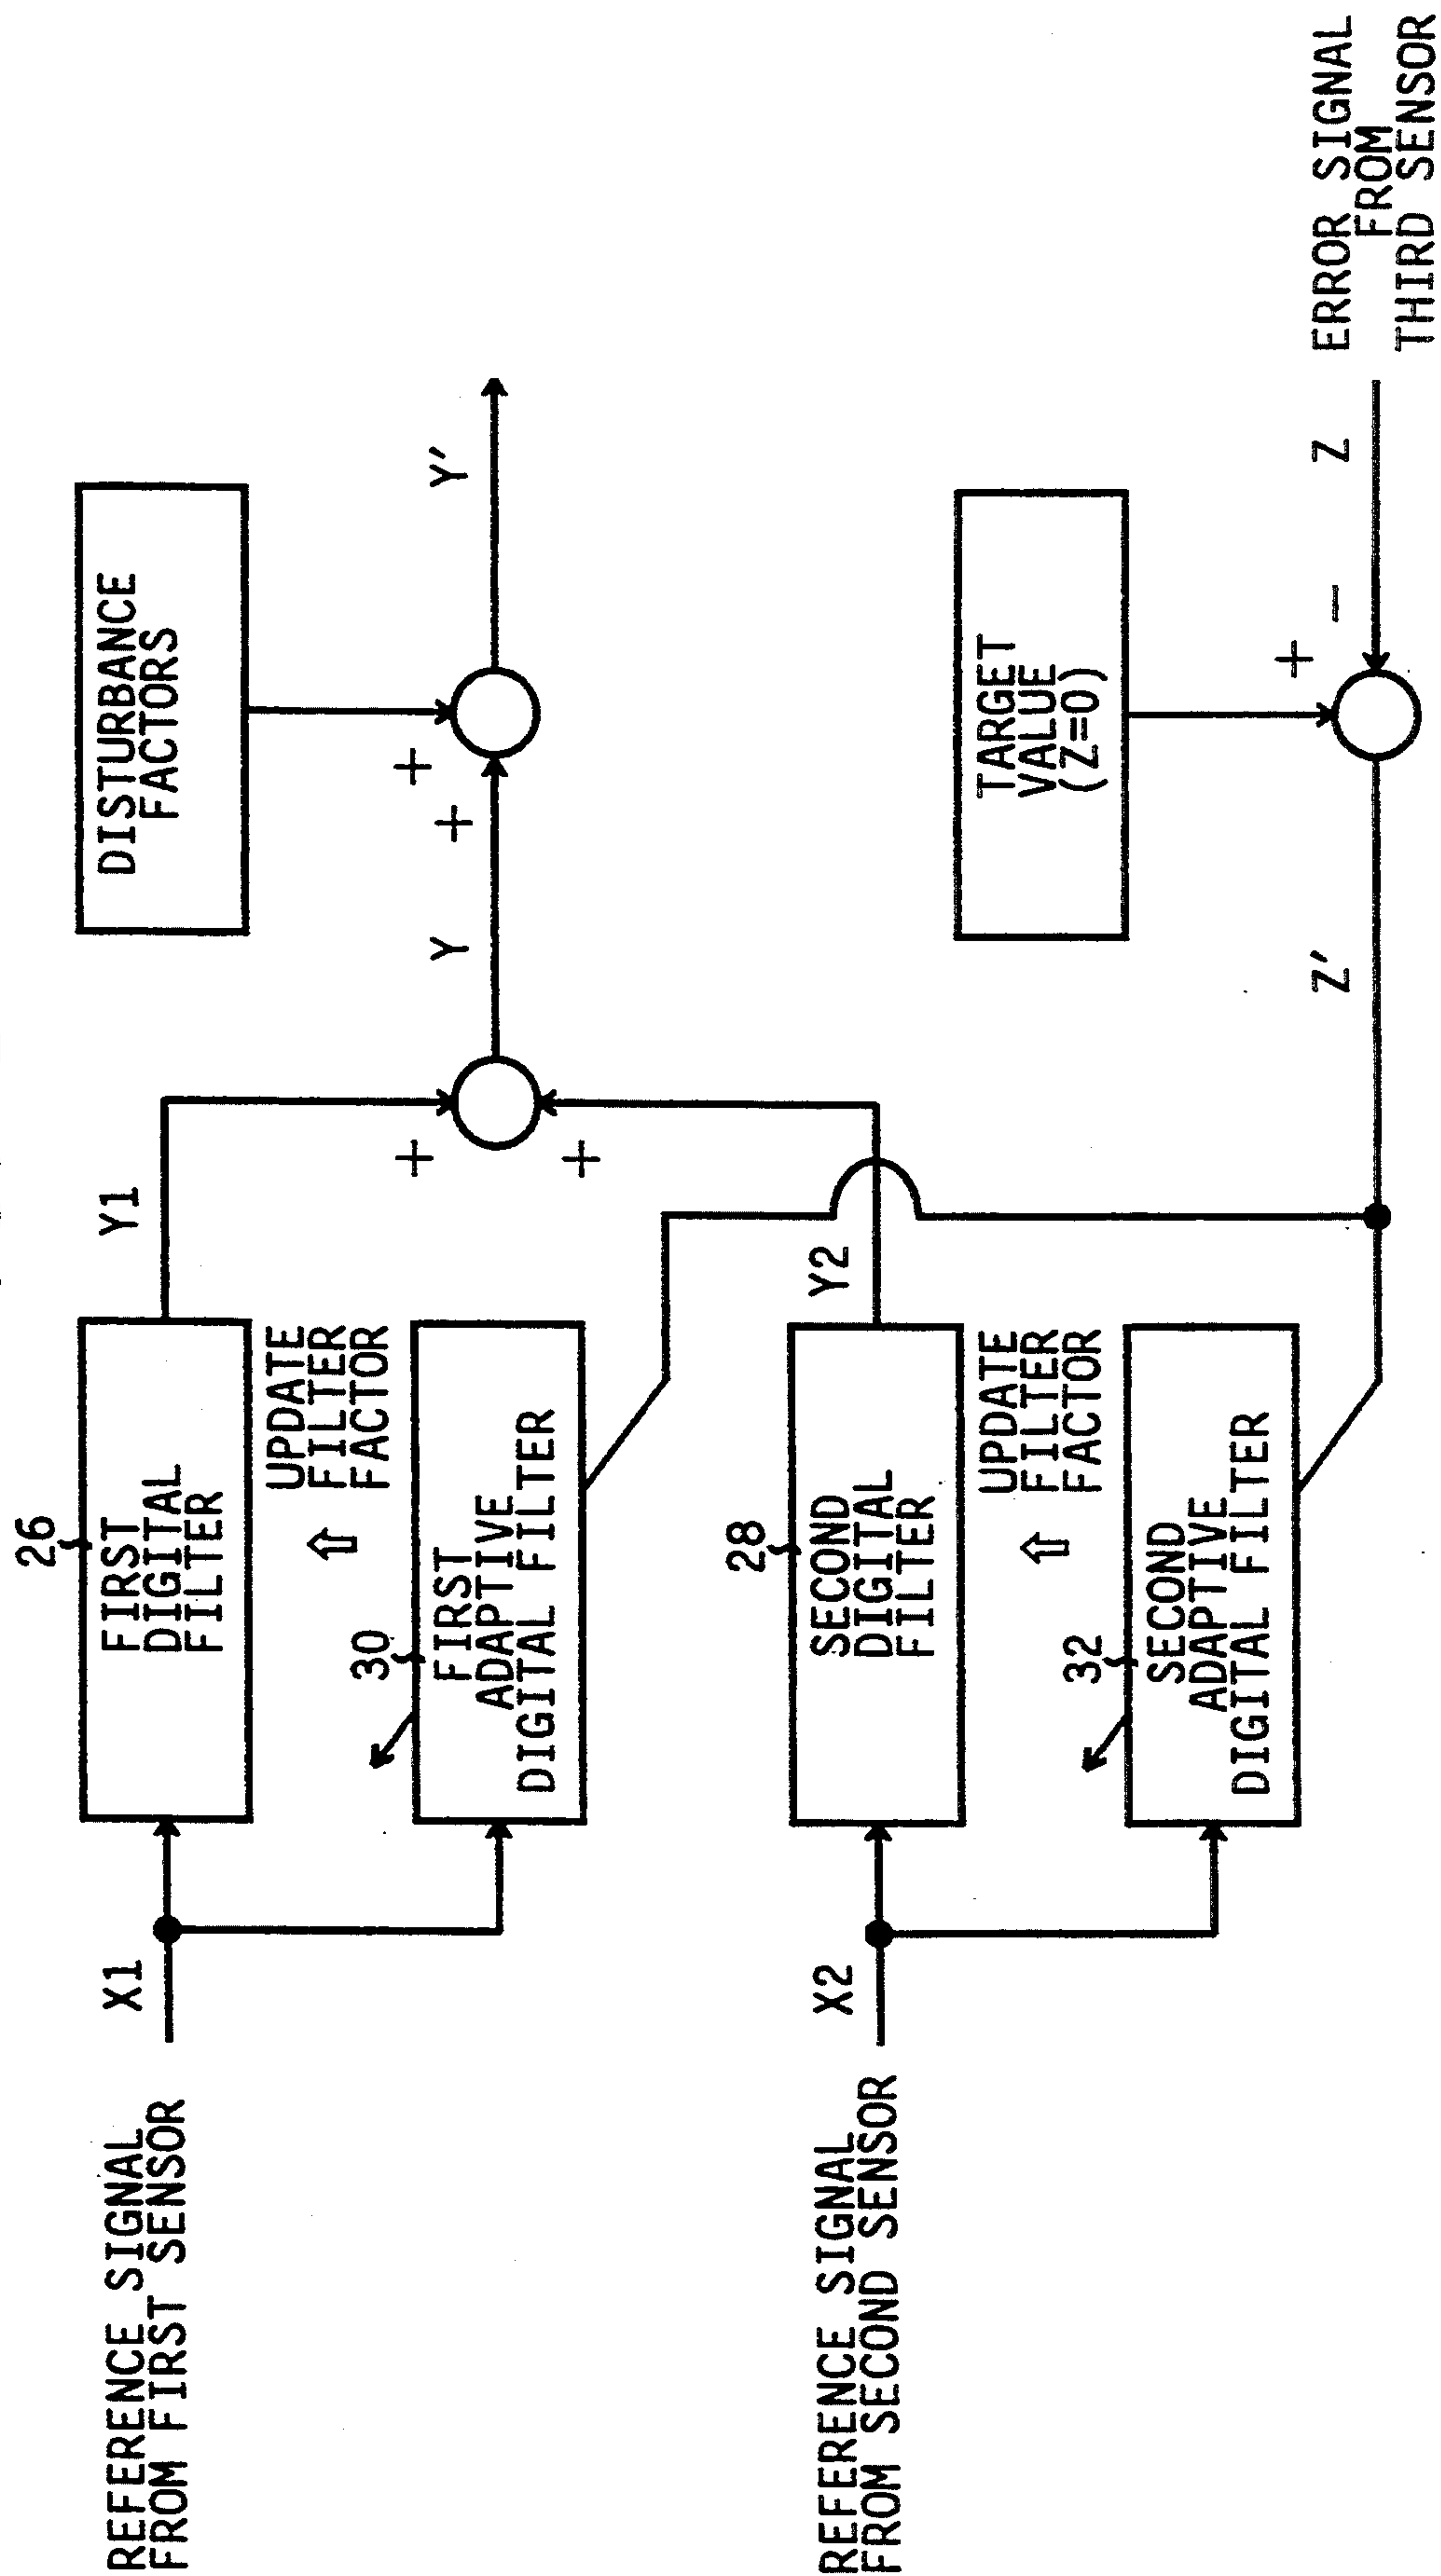 REFERENCE SIGNAL
FROM FIRST SENSOR
X1
26
FIRST
DIGITAL
FILTER
Y1
UPDATE
FILTER
FACTOR
⇧
30
FIRST
ADAPTIVE
DIGITAL FILTER
+
+
Y
+
+
DISTURBANCE
FACTORS
Y'
REFERENCE SIGNAL
FROM SECOND SENSOR
X2
28
SECOND
DIGITAL
FILTER
Y2
UPDATE
FILTER
FACTOR
⇧
32
SECOND
ADAPTIVE
DIGITAL FILTER
Z'
TARGET
VALUE
(Z=0)
+
−
Z
ERROR SIGNAL
FROM
THIRD SENSOR